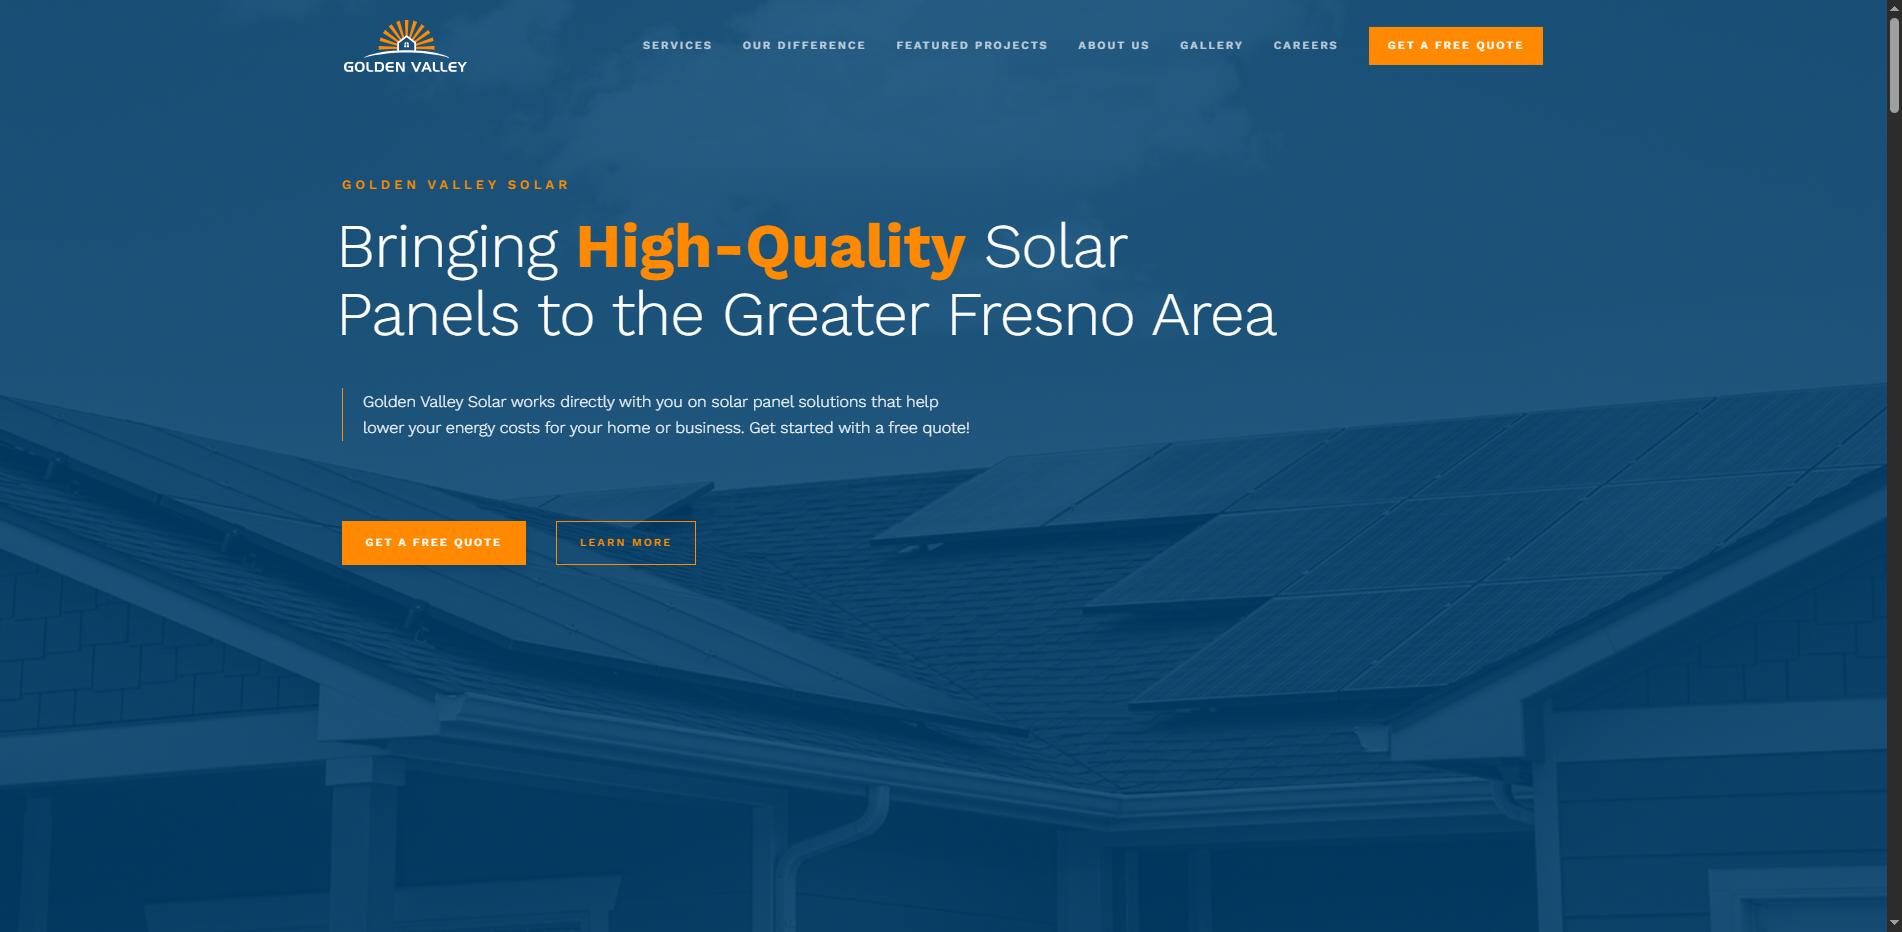 GOLDEN VALLEY
SERVICES
OUR DIFFERENCE
FEATURED PROJECTS
ABOUT US
GALLERY
CAREERS
GET A FREE QUOTE
GOLDEN VALLEY SOLAR
Bringing High-Quality Solar
Panels to the Greater Fresno Area
Golden Valley Solar works directly with you on solar panel solutions that help
lower your energy costs for your home or business. Get started with a free quote!
GET A FREE QUOTE
LEARN MORE